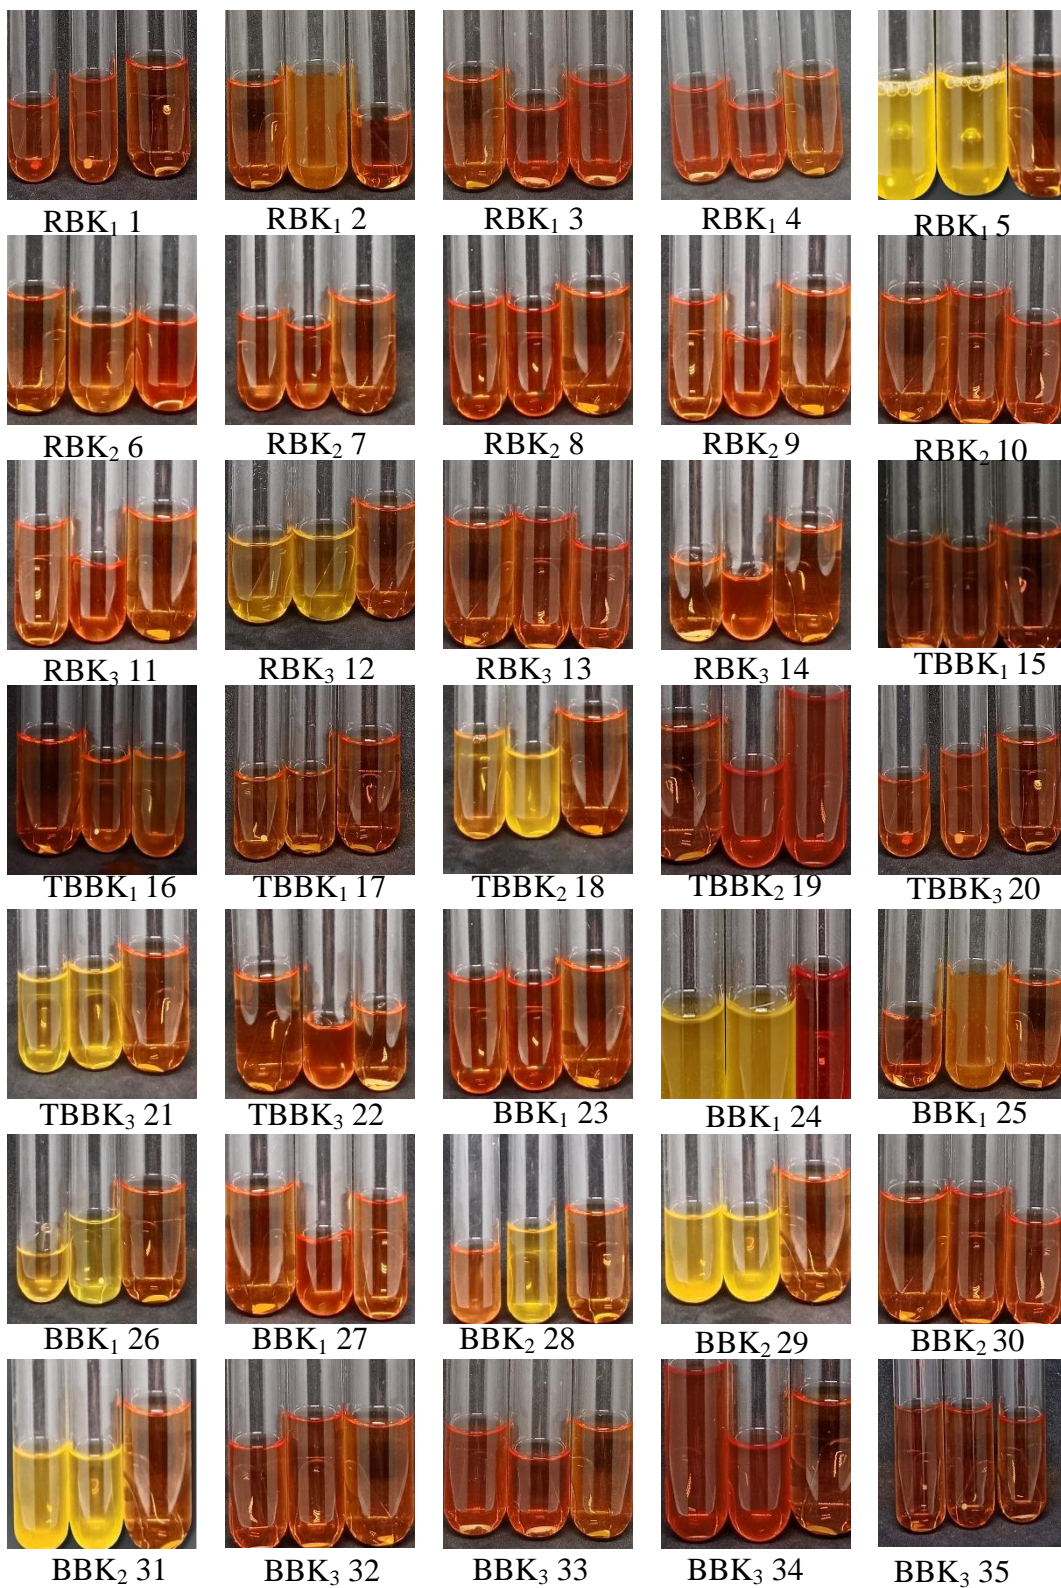 RBK₁ 1 RBK₁ 2 RBK₁ 3 RBK₁ 4 RBK₁ 5
RBK₂ 6 RBK₂ 7 RBK₂ 8 RBK₂ 9 RBK₂ 10
RBK₃ 11 RBK₃ 12 RBK₃ 13 RBK₃ 14 TBBK₁ 15
TBBK₁ 16 TBBK₁ 17 TBBK₂ 18 TBBK₂ 19 TBBK₃ 20
TBBK₃ 21 TBBK₃ 22 BBK₁ 23 BBK₁ 24 BBK₁ 25
BBK₁ 26 BBK₁ 27 BBK₂ 28 BBK₂ 29 BBK₂ 30
BBK₂ 31 BBK₃ 32 BBK₃ 33 BBK₃ 34 BBK₃ 35